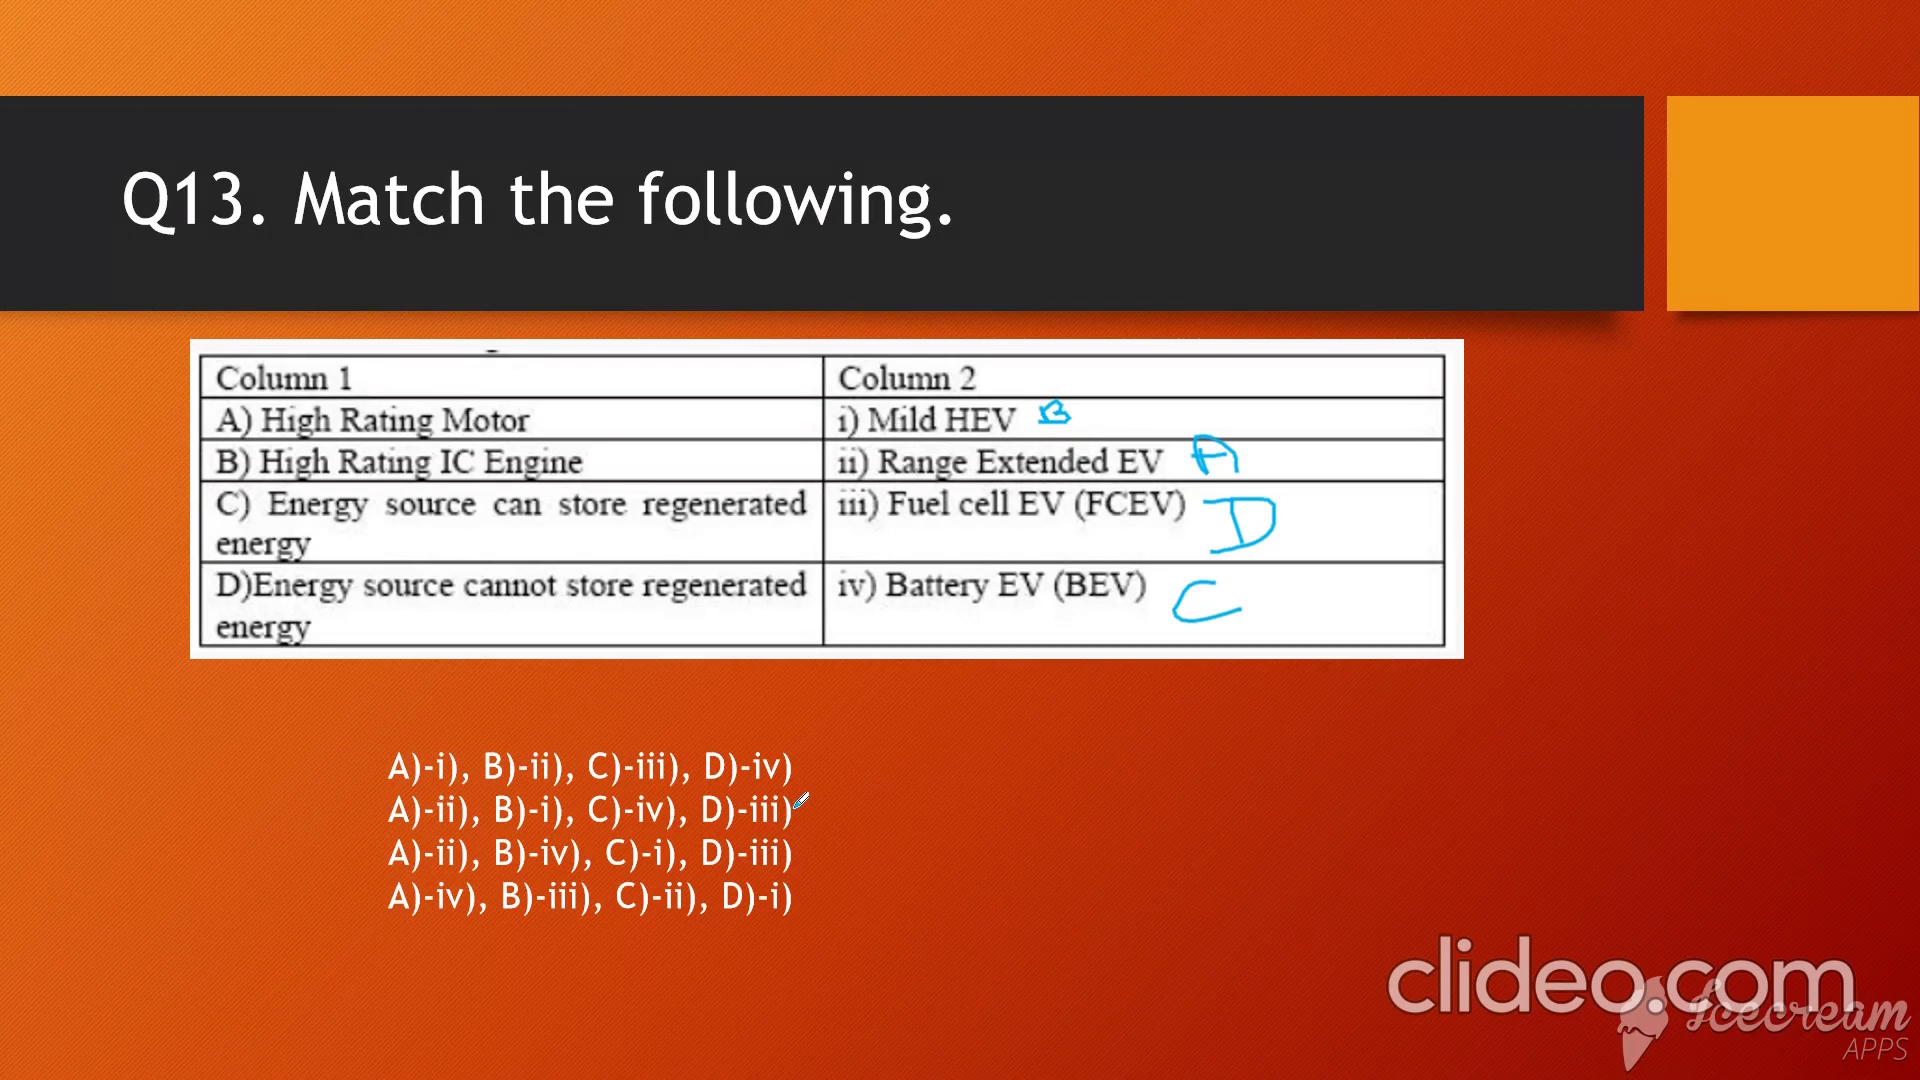 Q13. Match the following.
Column 1
Column 2
A) High Rating Motor
i) Mild HEV B
B) High Rating IC Engine
ii) Range Extended EV A
C) Energy source can store regenerated
energy
iii) Fuel cell EV (FCEV) D
D)Energy source cannot store regenerated
energy
iv) Battery EV (BEV) C
A)-i), B)-ii), C)-iii), D)-iv)
A)-ii), B)-i), C)-iv), D)-iii)
A)-ii), B)-iv), C)-i), D)-iii)
A)-iv), B)-iii), C)-ii), D)-i)
clideo.com
Icecream
APPS